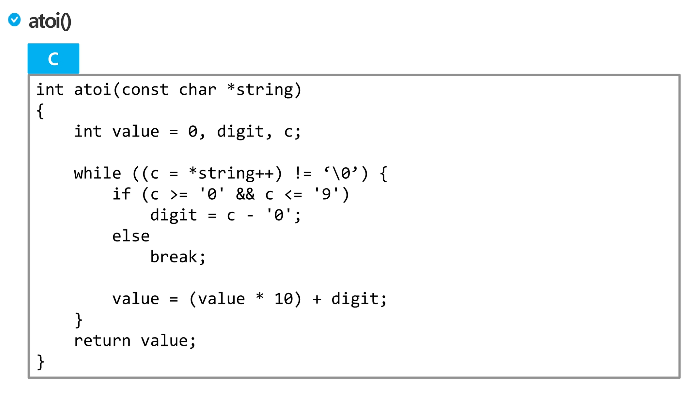 atoi()
C
int atoi(const char *string)
{
    int value = 0, digit, c;

    while ((c = *string++) != ‘\0’) {
        if (c >= '0' && c <= '9')
            digit = c - '0';
        else
            break;

        value = (value * 10) + digit;
    }
    return value;
}